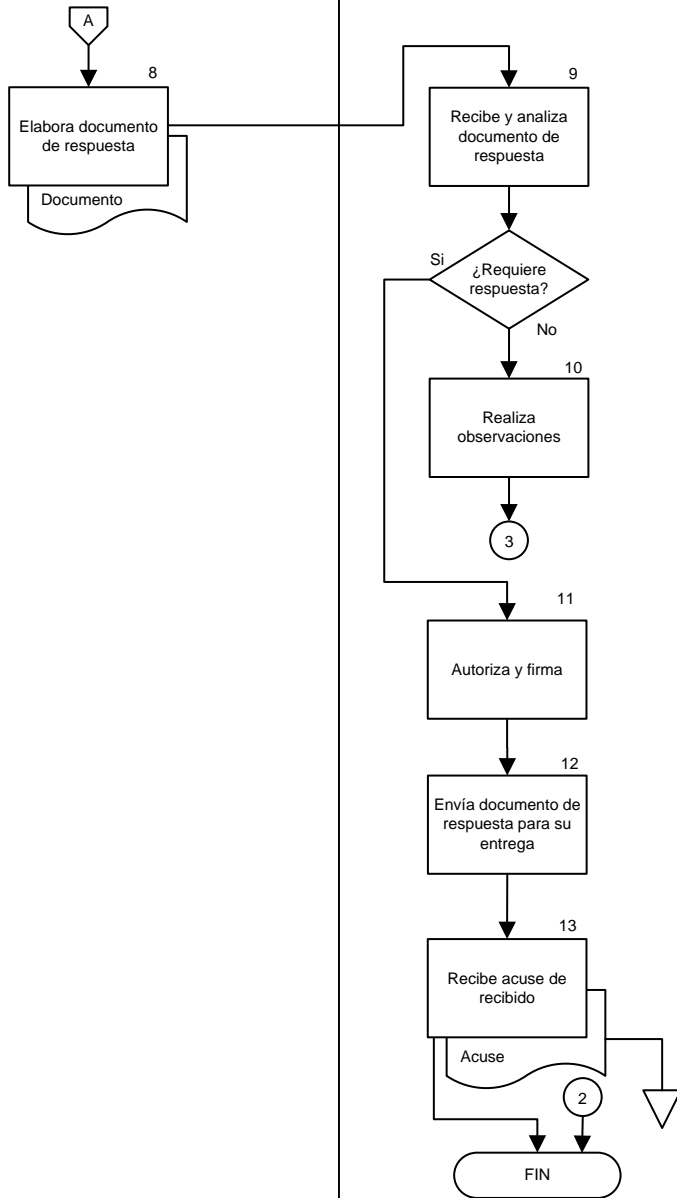 A
8
Elabora documento
de respuesta
Documento
9
Recibe y analiza
documento de
respuesta
Si
¿Requiere
respuesta?
No
10
Realiza
observaciones
3
11
Autoriza y firma
12
Envía documento de
respuesta para su
entrega
13
Recibe acuse de
recibido
Acuse
2
FIN